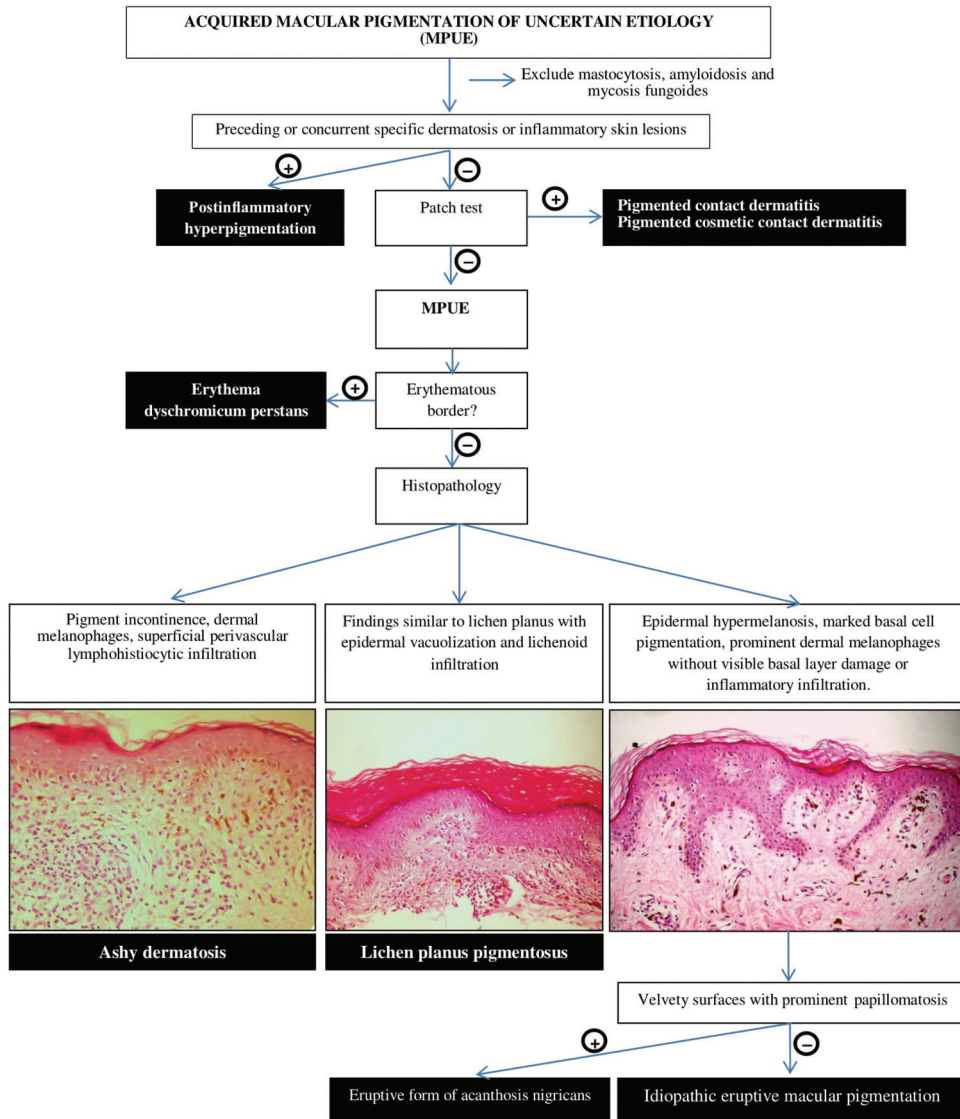 ACQUIRED MACULAR PIGMENTATION OF UNCERTAIN ETIOLOGY
(MPUE)
Exclude mastocytosis, amyloidosis and
mycosis fungoides
Preceding or concurrent specific dermatosis or inflammatory skin lesions
+
−
Postinflammatory
hyperpigmentation
Patch test
+
Pigmented contact dermatitis
Pigmented cosmetic contact dermatitis
−
MPUE
Erythema
dyschromicum perstans
+
Erythematous
border?
−
Histopathology
Pigment incontinence, dermal
melanophages, superficial perivascular
lymphohistiocytic infiltration
Findings similar to lichen planus with
epidermal vacuolization and lichenoid
infiltration
Epidermal hypermelanosis, marked basal cell
pigmentation, prominent dermal melanophages
without visible basal layer damage or
inflammatory infiltration.
Ashy dermatosis
Lichen planus pigmentosus
Velvety surfaces with prominent papillomatosis
+
−
Eruptive form of acanthosis nigricans
Idiopathic eruptive macular pigmentation